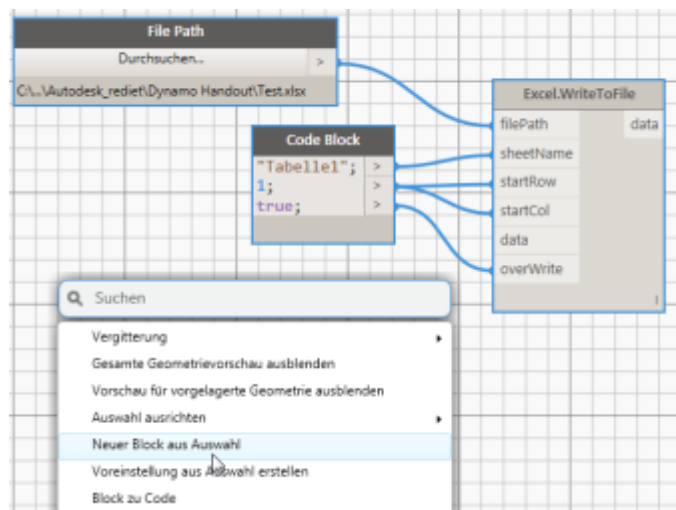 File Path
Durchsuchen... >
C:\...\Autodesk_rediet\Dynamo Handout\Test.xlsx
Excel.WriteToFile
filePath data
sheetName
startRow
startCol
data
overWrite
Code Block
"Tabelle1"; >
1; >
true; >
Suchen
Vergitterung
Gesamte Geometrievorschau ausblenden
Vorschau für vorgelagerte Geometrie ausblenden
Auswahl ausrichten
Neuer Block aus Auswahl
Voreinstellung aus Auswahl erstellen
Block zu Code